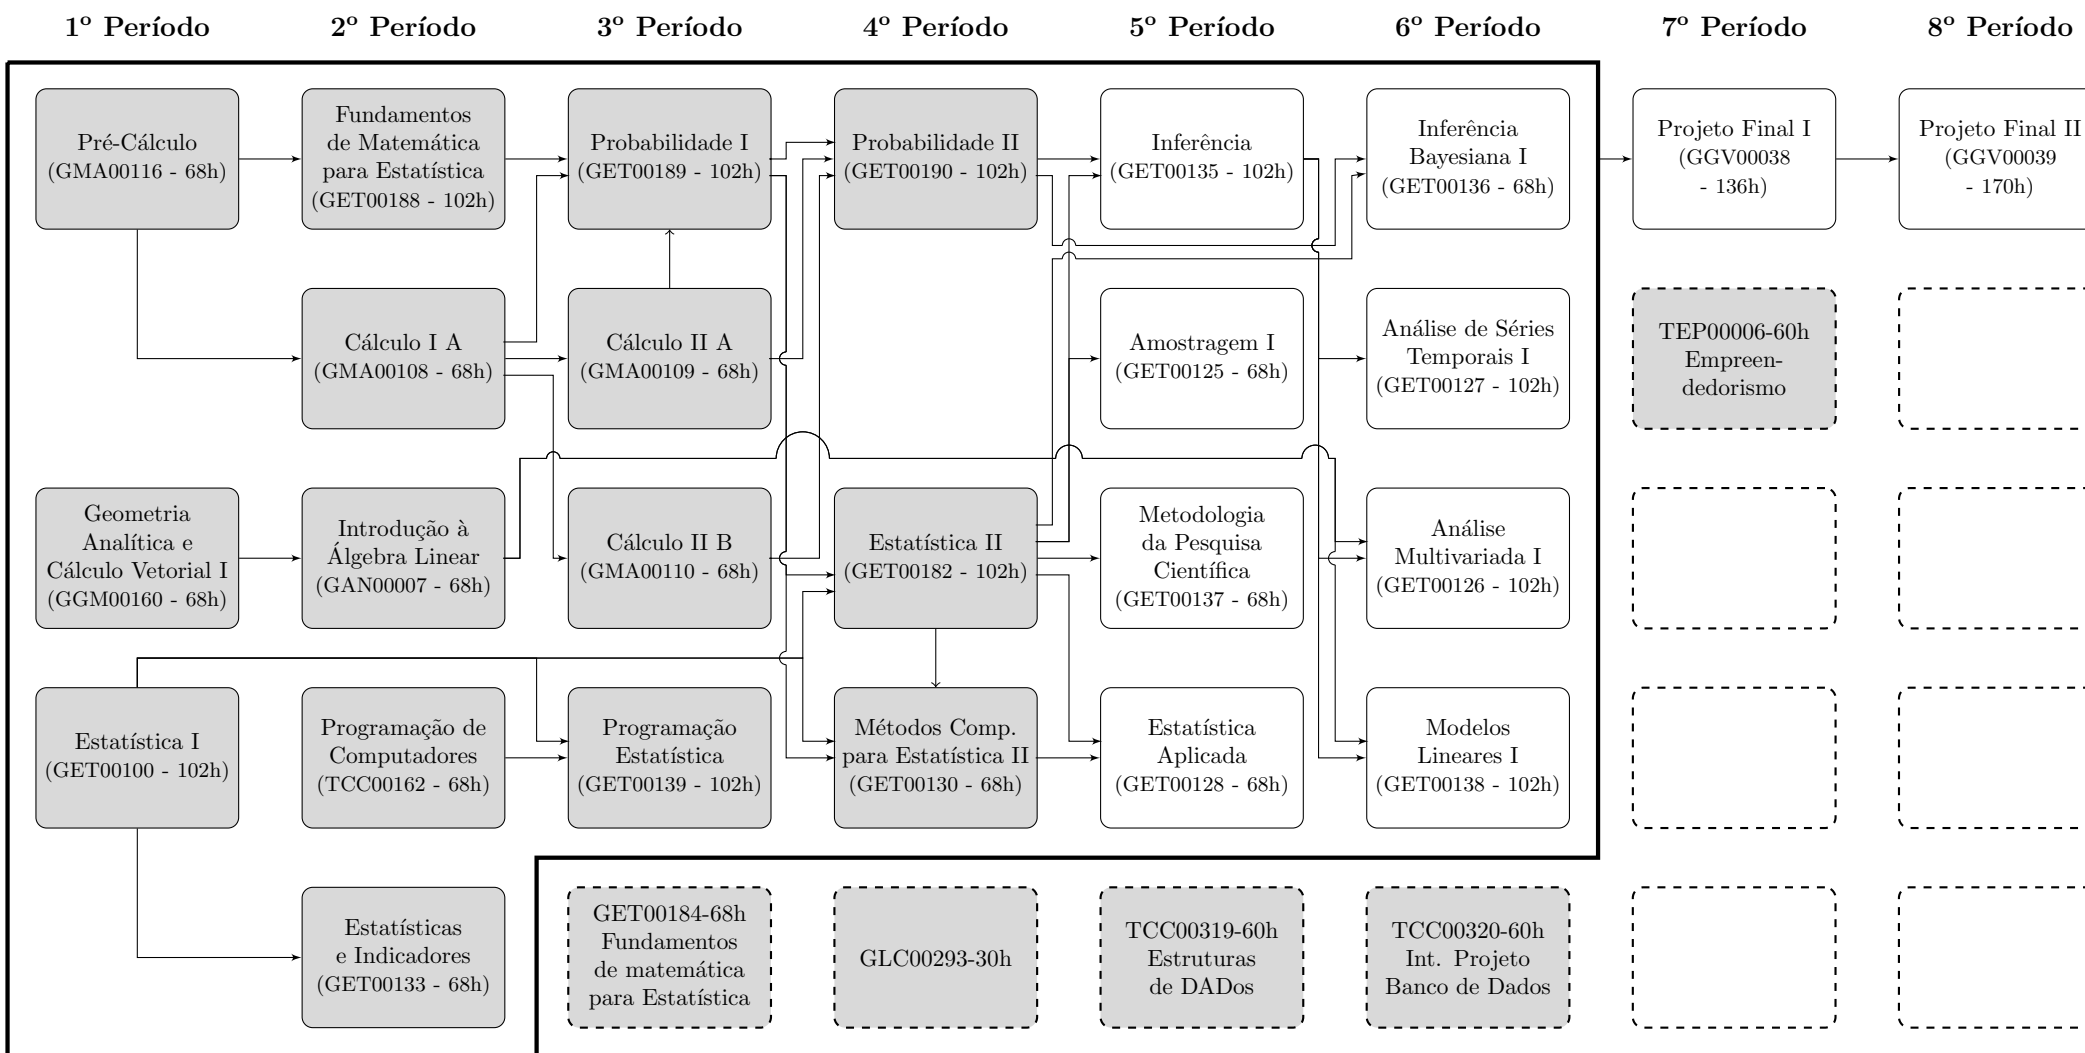 1º Período
2º Período
3º Período
4º Período
5º Período
6º Período
7º Período
8º Período
Pré-Cálculo
(GMA00116 - 68h)
Fundamentos
de Matemática
para Estatística
(GET00188 - 102h)
Probabilidade I
(GET00189 - 102h)
Probabilidade II
(GET00190 - 102h)
Inferência
(GET00135 - 102h)
Inferência
Bayesiana I
(GET00136 - 68h)
Projeto Final I
(GGV00038
- 136h)
Projeto Final II
(GGV00039
- 170h)
Cálculo I A
(GMA00108 - 68h)
Cálculo II A
(GMA00109 - 68h)
Amostragem I
(GET00125 - 68h)
Análise de Séries
Temporais I
(GET00127 - 102h)
TEP00006-60h
Empreen-
dedorismo
Geometria
Analítica e
Cálculo Vetorial I
(GGM00160 - 68h)
Introdução à
Álgebra Linear
(GAN00007 - 68h)
Cálculo II B
(GMA00110 - 68h)
Estatística II
(GET00182 - 102h)
Metodologia
da Pesquisa
Científica
(GET00137 - 68h)
Análise
Multivariada I
(GET00126 - 102h)
Estatística I
(GET00100 - 102h)
Programação de
Computadores
(TCC00162 - 68h)
Programação
Estatística
(GET00139 - 102h)
Métodos Comp.
para Estatística II
(GET00130 - 68h)
Estatística
Aplicada
(GET00128 - 68h)
Modelos
Lineares I
(GET00138 - 102h)
Estatísticas
e Indicadores
(GET00133 - 68h)
GET00184-68h
Fundamentos
de matemática
para Estatística
GLC00293-30h
TCC00319-60h
Estruturas
de DADos
TCC00320-60h
Int. Projeto
Banco de Dados